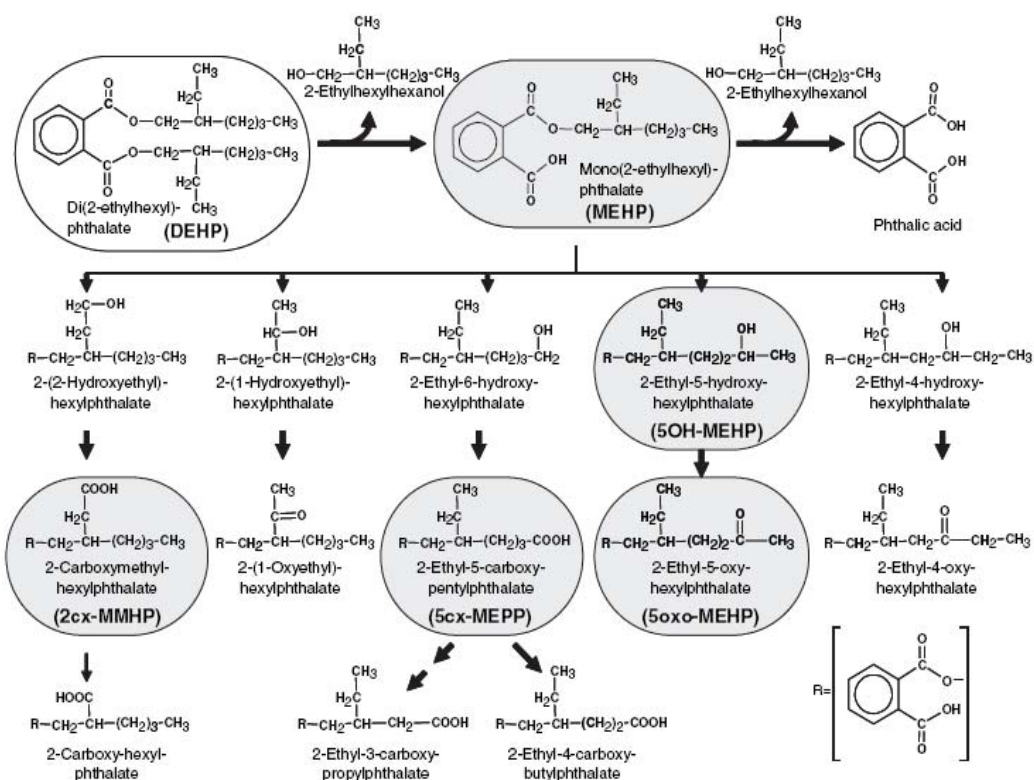 CH₃
H₂C
HO—CH₂—CH—(CH₂)₃—CH₃
2-Ethylhexylhexanol
CH₃
H₂C
HO—CH₂—CH—(CH₂)₃—CH₃
2-Ethylhexylhexanol
O
C
O—CH₂—CH—(CH₂)₃—CH₃
CH₃
H₂C
O—CH₂—CH—(CH₂)₃—CH₃
C
O
H₂C
CH₃
Di(2-ethylhexyl)-
phthalate
(DEHP)
CH₃
H₂C
O
C
O—CH₂—CH—(CH₂)₃—CH₃
C
OH
O
Mono(2-ethylhexyl)-
phthalate
(MEHP)
O
C
OH
OH
C
O
Phthalic acid
H₂C—OH
H₂C
R—CH₂—CH—(CH₂)₃—CH₃
2-(2-Hydroxyethyl)-
hexylphthalate
CH₃
HC—OH
R—CH₂—CH—(CH₂)₃—CH₃
2-(1-Hydroxyethyl)-
hexylphthalate
CH₃
H₂C
OH
R—CH₂—CH—(CH₂)₃CH₂
2-Ethyl-6-hydroxy-
hexylphthalate
CH₃
H₂C
OH
R—CH₂—CH—(CH₂)₂—CH—CH₃
2-Ethyl-5-hydroxy-
hexylphthalate
(5OH-MEHP)
CH₃
H₂C
OH
R—CH₂—CH—CH₂—CH—CH₂—CH₃
2-Ethyl-4-hydroxy-
hexylphthalate
COOH
H₂C
R—CH₂—CH—(CH₂)₃—CH₃
2-Carboxymethyl-
hexylphthalate
(2cx-MMHP)
CH₃
C=O
R—CH₂—CH—(CH₂)₃—CH₃
2-(1-Oxyethyl)-
hexylphthalate
CH₃
H₂C
R—CH₂—CH—(CH₂)₃COOH
2-Ethyl-5-carboxy-
pentylphthalate
(5cx-MEPP)
CH₃
H₂C
O
R—CH₂—CH—(CH₂)₂—C—CH₃
2-Ethyl-5-oxy-
hexylphthalate
(5oxo-MEHP)
CH₃
H₂C
O
R—CH₂—CH—CH₂—C—CH₂—CH₃
2-Ethyl-4-oxy-
hexylphthalate
HOOC
R—CH₂—CH—(CH₂)₃—CH₃
2-Carboxy-hexyl-
phthalate
CH₃
H₂C
R—CH₂—CH—CH₂—COOH
2-Ethyl-3-carboxy-
propylphthalate
CH₃
H₂C
R—CH₂—CH—(CH₂)₂COOH
2-Ethyl-4-carboxy-
butylphthalate
R=
O
C
O—
OH
C
O